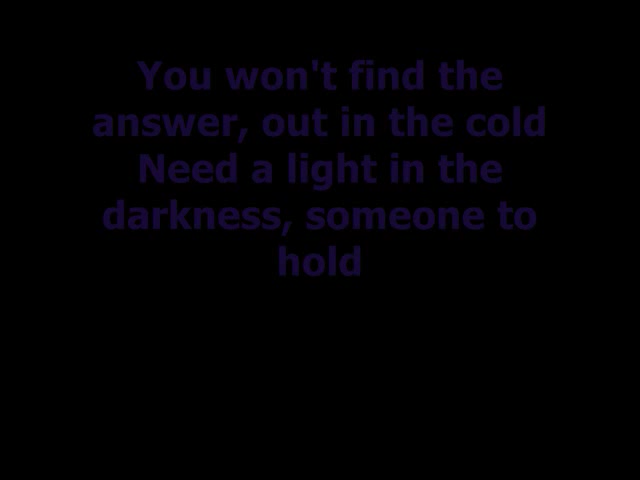 You won't find the
answer, out in the cold
Need a light in the
darkness, someone to
hold